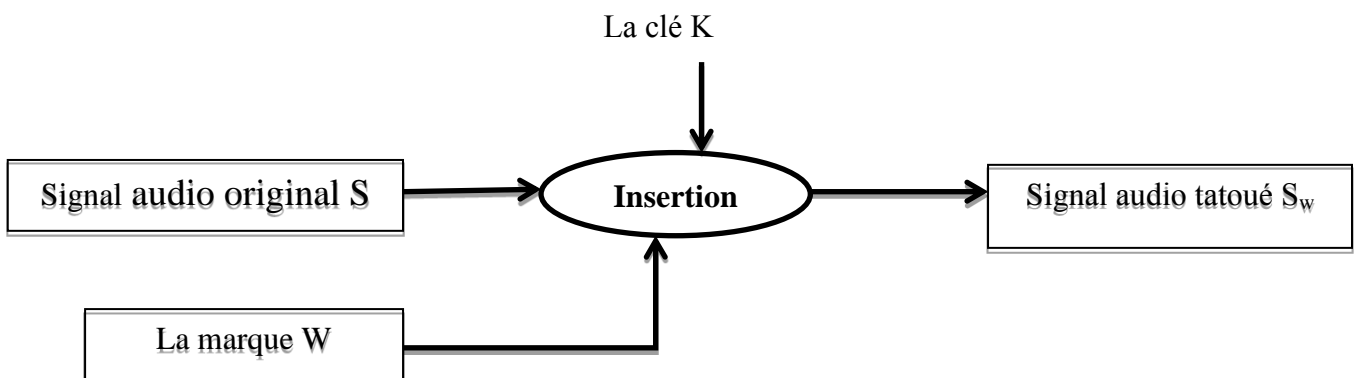 La clé K
Signal audio original S
Insertion
Signal audio tatoué Sw
La marque W